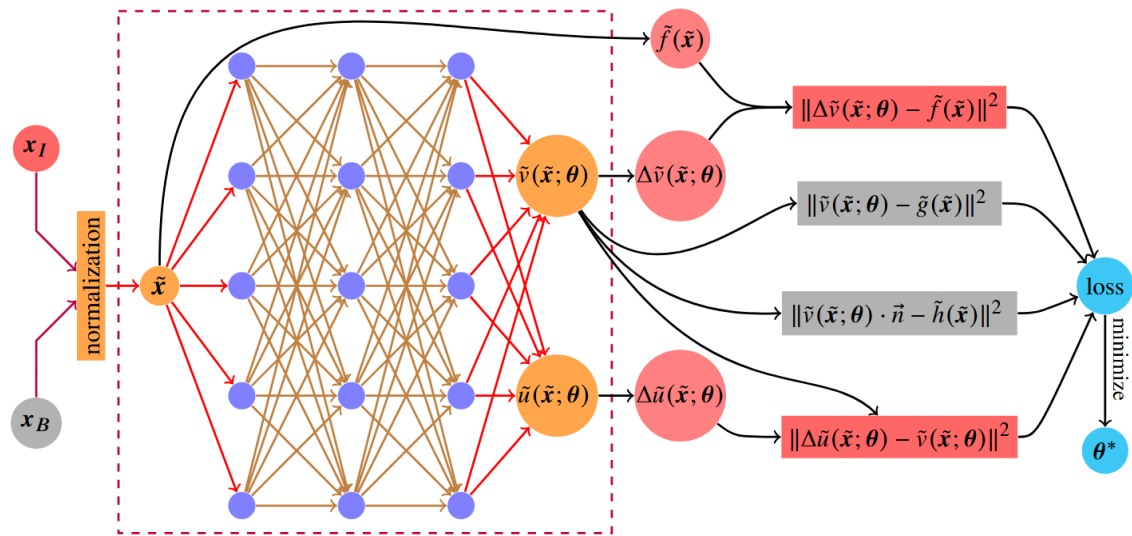 f̃(x̃)
‖Δṽ(x̃; θ) − f̃(x̃)‖²
x_I
ṽ(x̃; θ)
Δṽ(x̃; θ)
‖ṽ(x̃; θ) − g̃(x̃)‖²
normalization
x̃
loss
‖ṽ(x̃; θ) · n⃗ − h̃(x̃)‖²
minimize
x_B
ũ(x̃; θ)
Δũ(x̃; θ)
‖Δũ(x̃; θ) − ṽ(x̃; θ)‖²
θ*